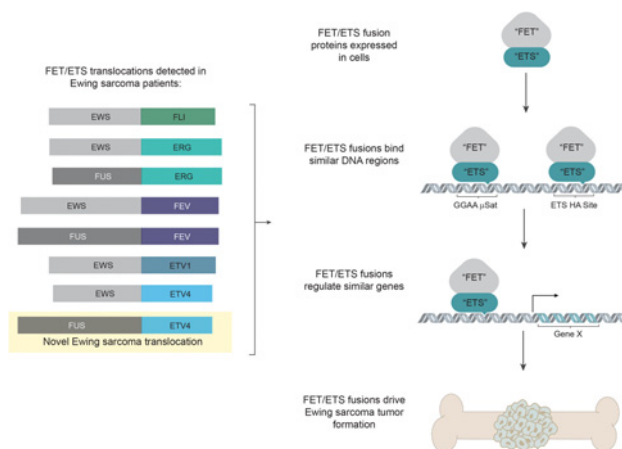 FET/ETS translocations detected in
Ewing sarcoma patients:
EWS FLI
EWS ERG
FUS ERG
EWS FEV
FUS FEV
EWS ETV1
EWS ETV4
FUS ETV4
Novel Ewing sarcoma translocation
FET/ETS fusion
proteins expressed
in cells
"FET"
"ETS"
FET/ETS fusions bind
similar DNA regions
"FET" "FET"
"ETS" "ETS"
GGAA μSat ETS HA Site
FET/ETS fusions
regulate similar genes
"FET"
"ETS"
Gene X
FET/ETS fusions drive
Ewing sarcoma tumor
formation